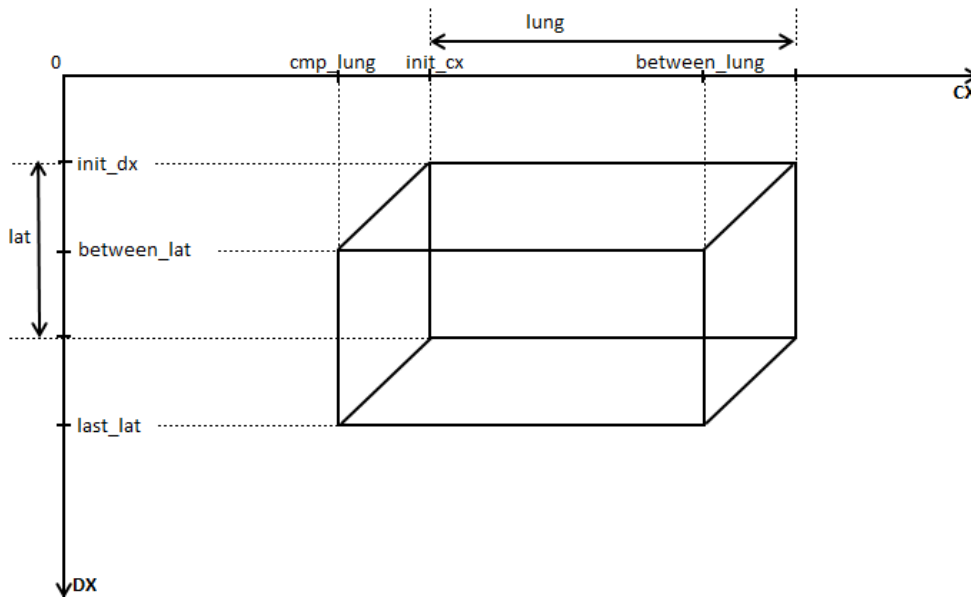 lung
0
cmp_lung
init_cx
between_lung
CX
init_dx
lat
between_lat
last_lat
DX